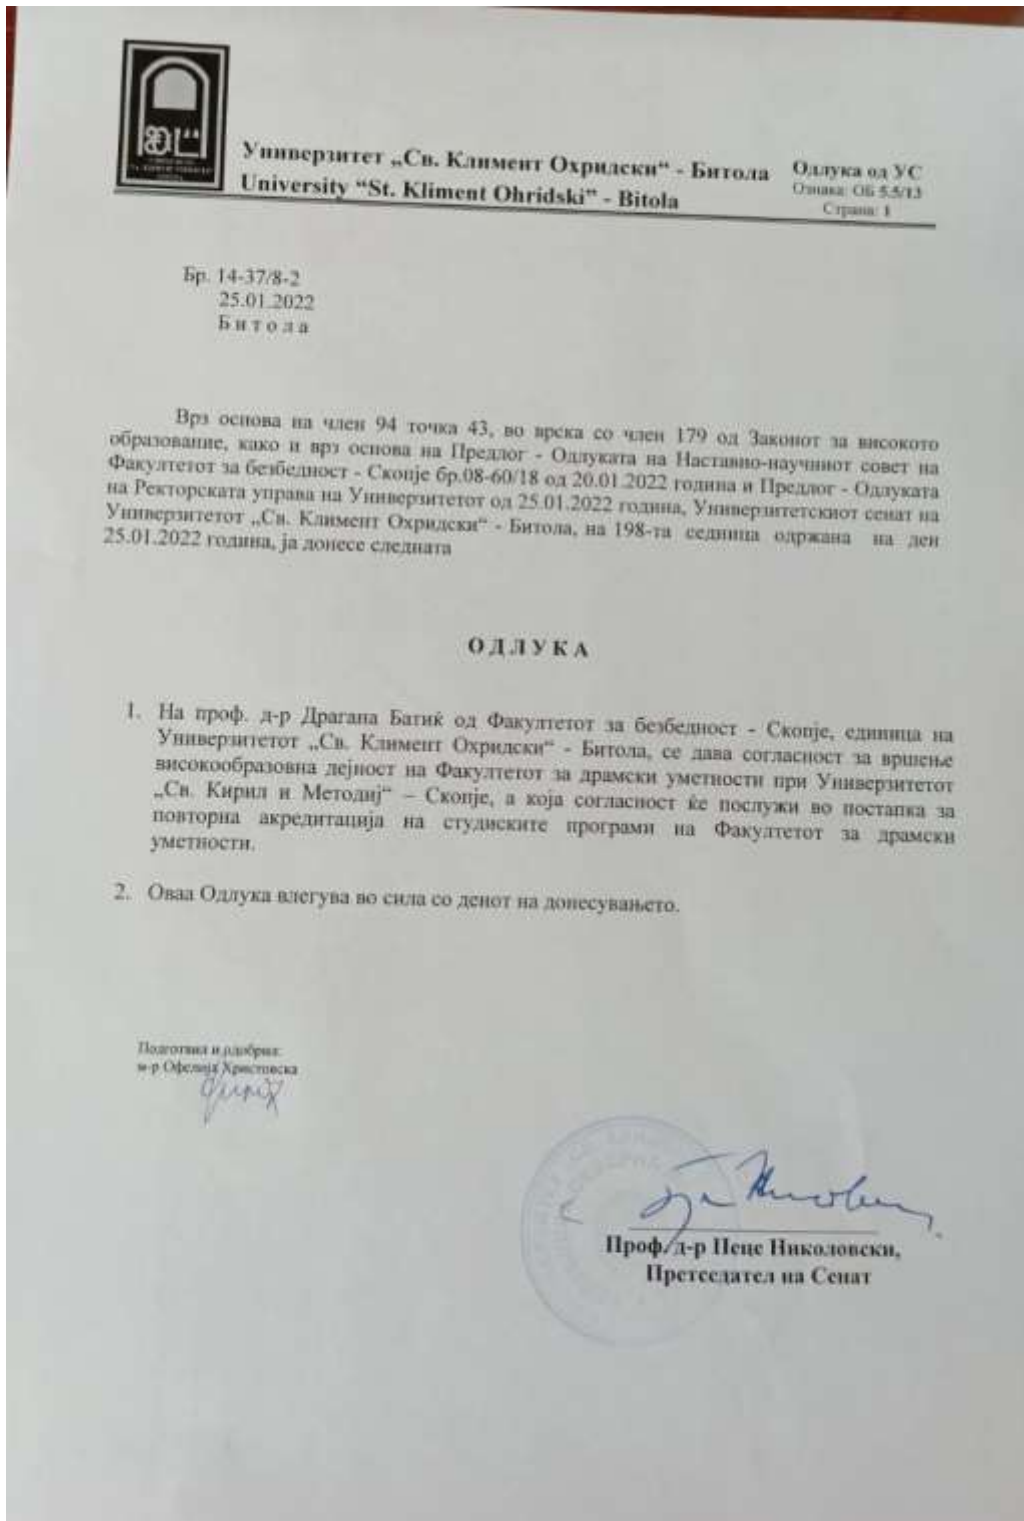 Универзитет „Св. Климент Охридски“ - Битола
University “St. Kliment Ohridski” - Bitola
Одлука од УС
Ознака: ОБ 5.5/13
Страна: 1
Бр. 14-37/8-2
25.01.2022
Битола
Врз основа на член 94 точка 43, во врска со член 179 од Законот за високото
образование, како и врз основа на Предлог - Одлуката на Наставно-научниот совет на
Факултетот за безбедност - Скопје бр.08-60/18 од 20.01.2022 година и Предлог - Одлуката
на Ректорската управа на Универзитетот од 25.01.2022 година, Универзитетскиот сенат на
Универзитетот „Св. Климент Охридски“ - Битола, на 198-та седница одржана на ден
25.01.2022 година, ја донесе следната
ОДЛУКА
1. На проф. д-р Драгана Батиќ од Факултетот за безбедност - Скопје, единица на
Универзитетот „Св. Климент Охридски“ - Битола, се дава согласност за вршење
високообразовна дејност на Факултетот за драмски уметности при Универзитетот
„Св. Кирил и Методиј“ – Скопје, а која согласност ќе послужи во постапка за
повторна акредитација на студиските програми на Факултетот за драмски
уметности.
2. Оваа Одлука влегува во сила со денот на донесувањето.
Подготвил и одобрил:
м-р Офелија Христовска
Проф. д-р Пеце Николовски,
Претседател на Сенат